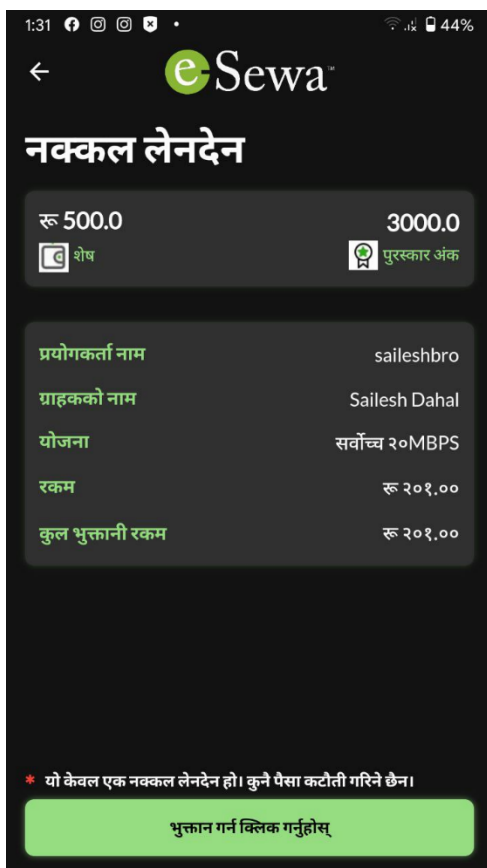 1:31 44%
e-Sewa™
नक्कल लेनदेन
रू 500.0 3000.0
शेष पुरस्कार अंक
प्रयोगकर्ता नाम saileshbro
ग्राहकको नाम Sailesh Dahal
योजना सर्वोच्च २०MBPS
रकम रू २०१.००
कुल भुक्तानी रकम रू २०१.००
* यो केवल एक नक्कल लेनदेन हो। कुनै पैसा कटौती गरिने छैन।
भुक्तान गर्न क्लिक गर्नुहोस्